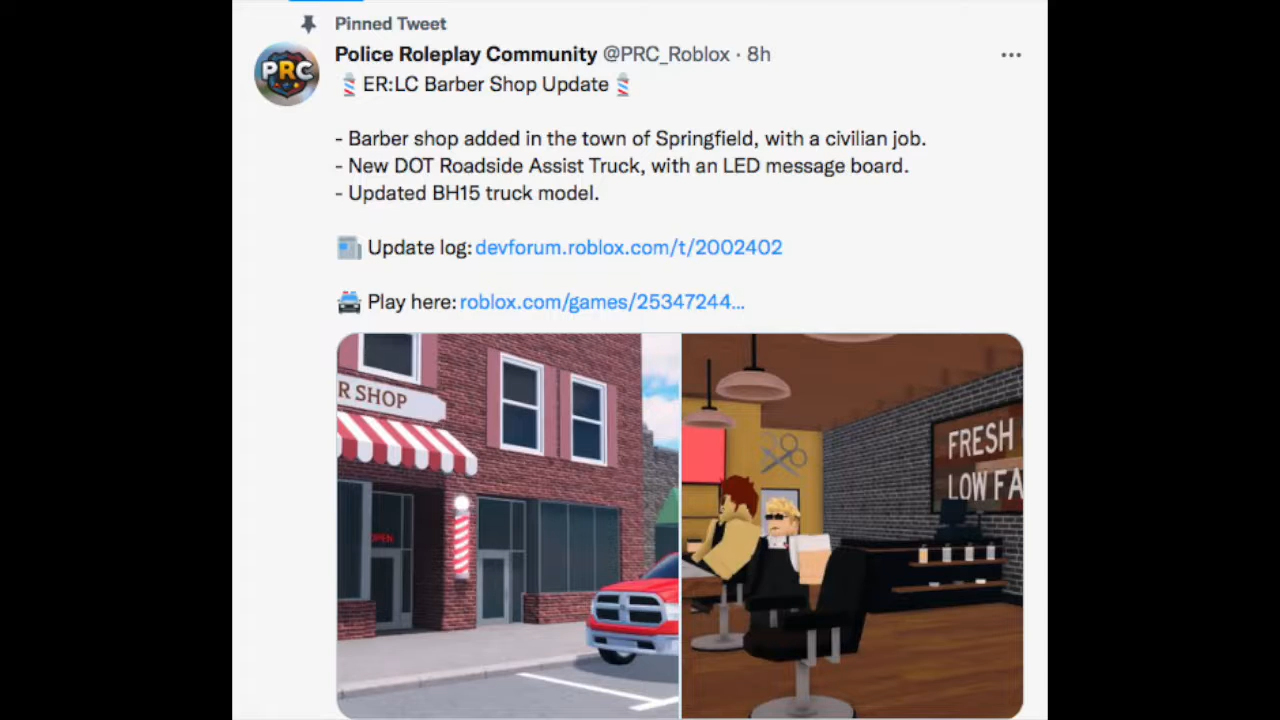 Pinned Tweet
PRC
Police Roleplay Community @PRC_Roblox · 8h
💈ER:LC Barber Shop Update💈
- Barber shop added in the town of Springfield, with a civilian job.
- New DOT Roadside Assist Truck, with an LED message board.
- Updated BH15 truck model.
📰 Update log: devforum.roblox.com/t/2002402
🚔 Play here: roblox.com/games/25347244…
R SHOP
OPEN
FRESH
LOW FA